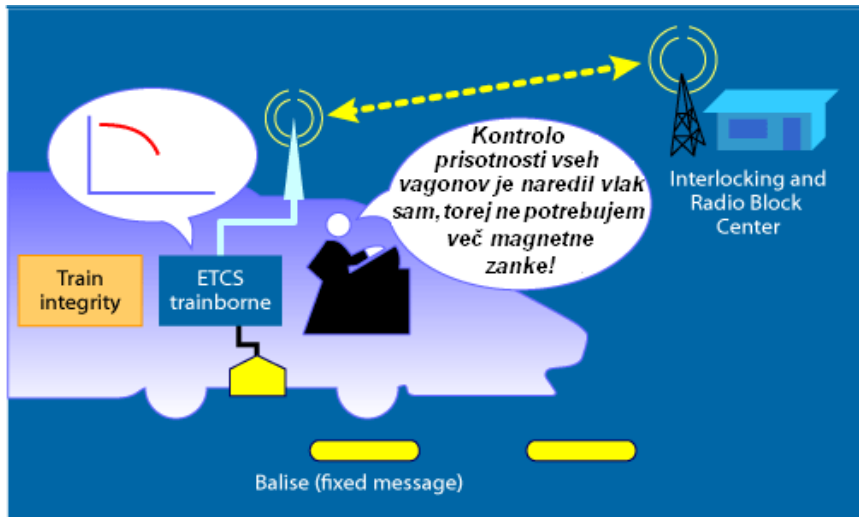 Kontrolo
prisotnosti vseh
vagonov je naredil vlak
sam, torej ne potrebujem
več magnetne
zanke!
Interlocking and
Radio Block
Center
Train
integrity
ETCS
trainborne
Balise (fixed message)